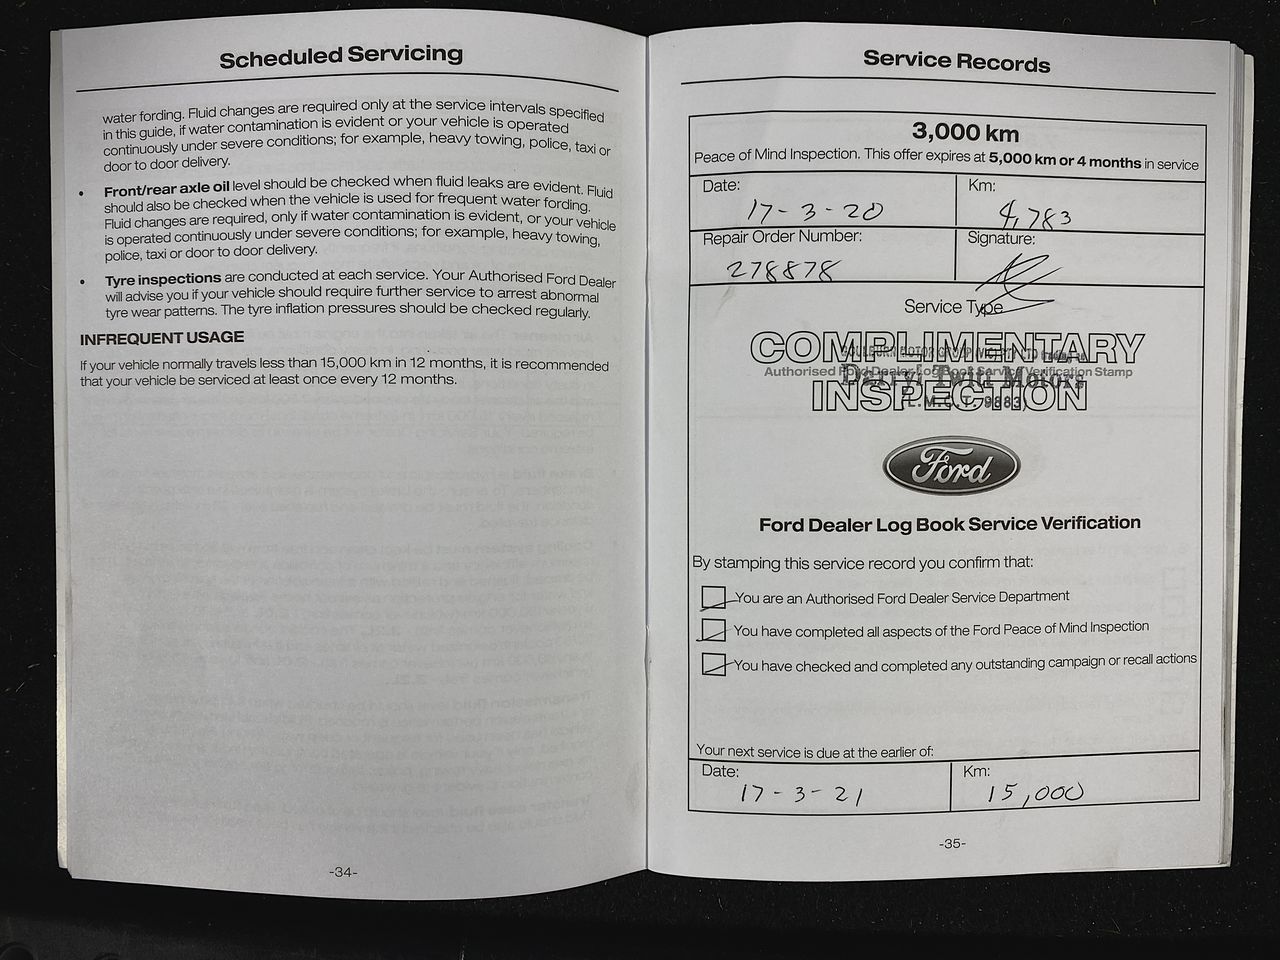 Scheduled Servicing
water fording. Fluid changes are required only at the service intervals specified
in this guide, if water contamination is evident or your vehicle is operated
continuously under severe conditions; for example, heavy towing, police, taxi or
door to door delivery.
• Front/rear axle oil level should be checked when fluid leaks are evident. Fluid
should also be checked when the vehicle is used for frequent water fording.
Fluid changes are required, only if water contamination is evident, or your vehicle
is operated continuously under severe conditions; for example, heavy towing,
police, taxi or door to door delivery.
• Tyre inspections are conducted at each service. Your Authorised Ford Dealer
will advise you if your vehicle should require further service to arrest abnormal
tyre wear patterns. The tyre inflation pressures should be checked regularly.
INFREQUENT USAGE
If your vehicle normally travels less than 15,000 km in 12 months, it is recommended
that your vehicle be serviced at least once every 12 months.
-34-
Service Records
3,000 km
Peace of Mind Inspection. This offer expires at 5,000 km or 4 months in service
Date:
17-3-20
Km:
4,783
Repair Order Number:
278878
Signature:
Service Type
COMPLIMENTARY
GOULBURN MOTOR GROUP (VIC) PTY LTD
Authorised Ford Dealer Log Book Service Verification Stamp
Darryl Twitt Motors
INSPECTION
(L.M.C.T. 9883)
Ford
Ford Dealer Log Book Service Verification
By stamping this service record you confirm that:
You are an Authorised Ford Dealer Service Department
You have completed all aspects of the Ford Peace of Mind Inspection
You have checked and completed any outstanding campaign or recall actions
Your next service is due at the earlier of:
Date:
17-3-21
Km:
15,000
-35-